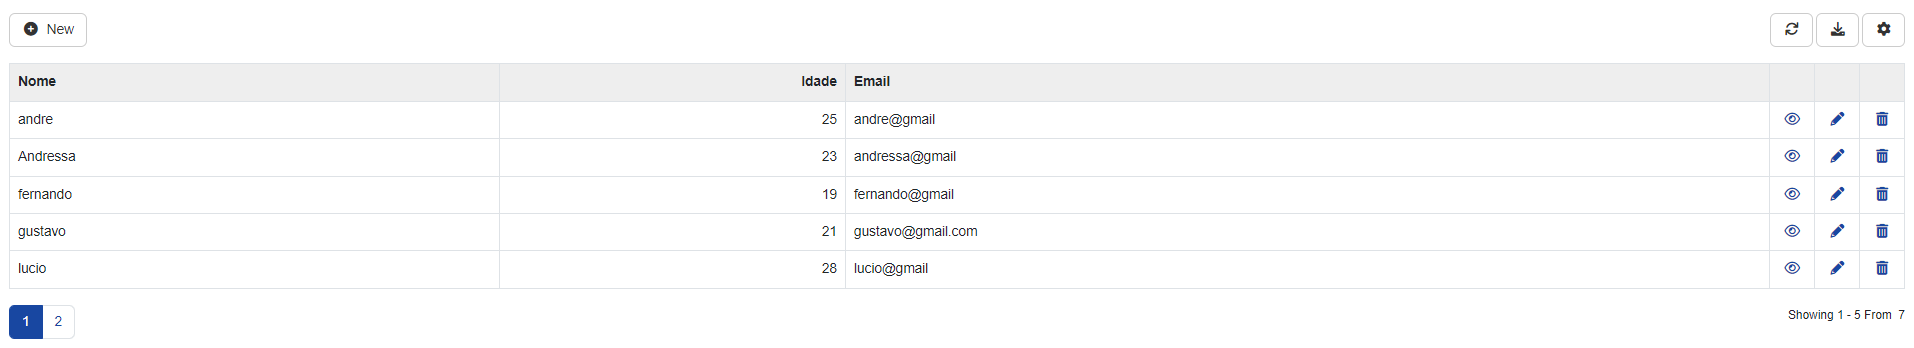 New
Nome Idade Email
andre 25 andre@gmail
Andressa 23 andressa@gmail
fernando 19 fernando@gmail
gustavo 21 gustavo@gmail.com
lucio 28 lucio@gmail
1 2 Showing 1 - 5 From 7